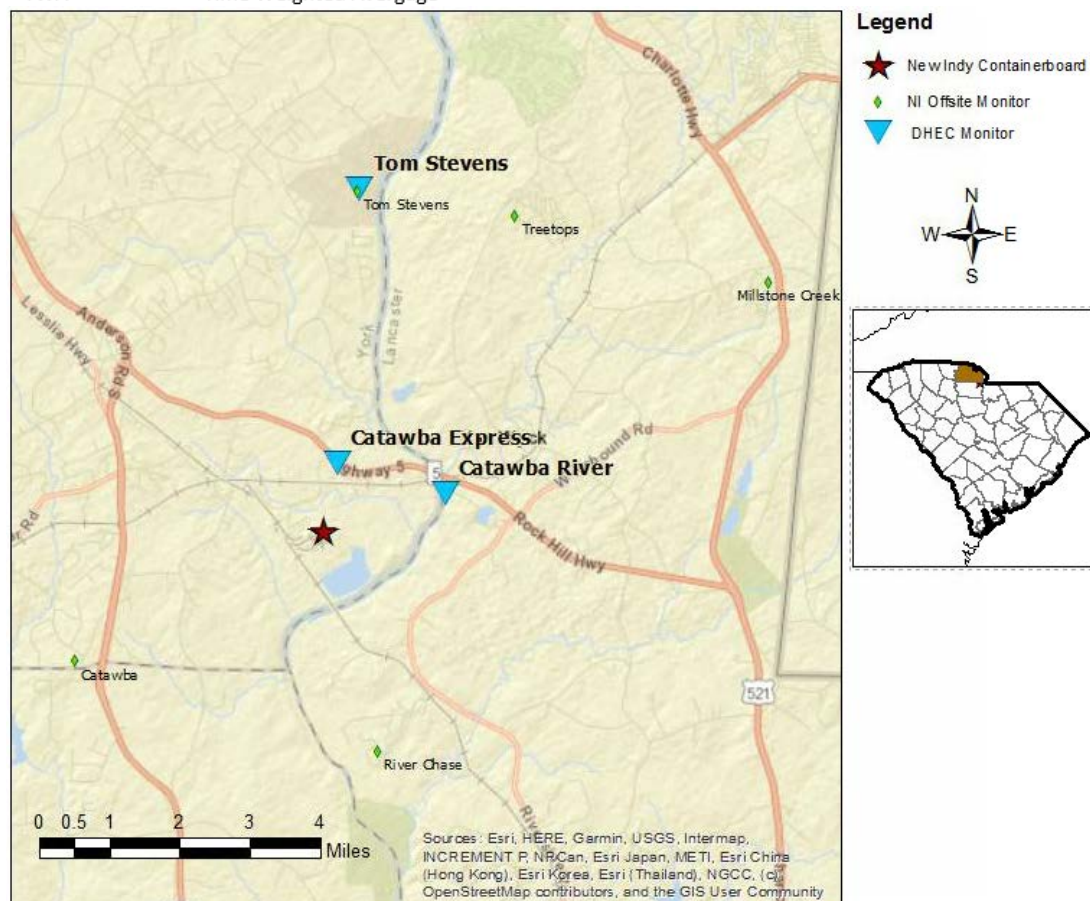 Legend
New Indy Containerboard
NI Offsite Monitor
DHEC Monitor
N
W E
S
Charlotte Hwy
Tom Stevens
Tom Stevens
Treetops
Millstone Creek
York
Lancaster
Lesslie Hwy
Anderson Rd S
Catawba Express
ghway 5
5
Catawba River
Rock Hill Hwy
Catawba
521
River Chase
0 0.5 1 2 3 4
Miles
Sources: Esri, HERE, Garmin, USGS, Intermap,
INCREMENT P, NRCan, Esri Japan, METI, Esri China
(Hong Kong), Esri Korea, Esri (Thailand), NGCC, (c)
OpenStreetMap contributors, and the GIS User Community